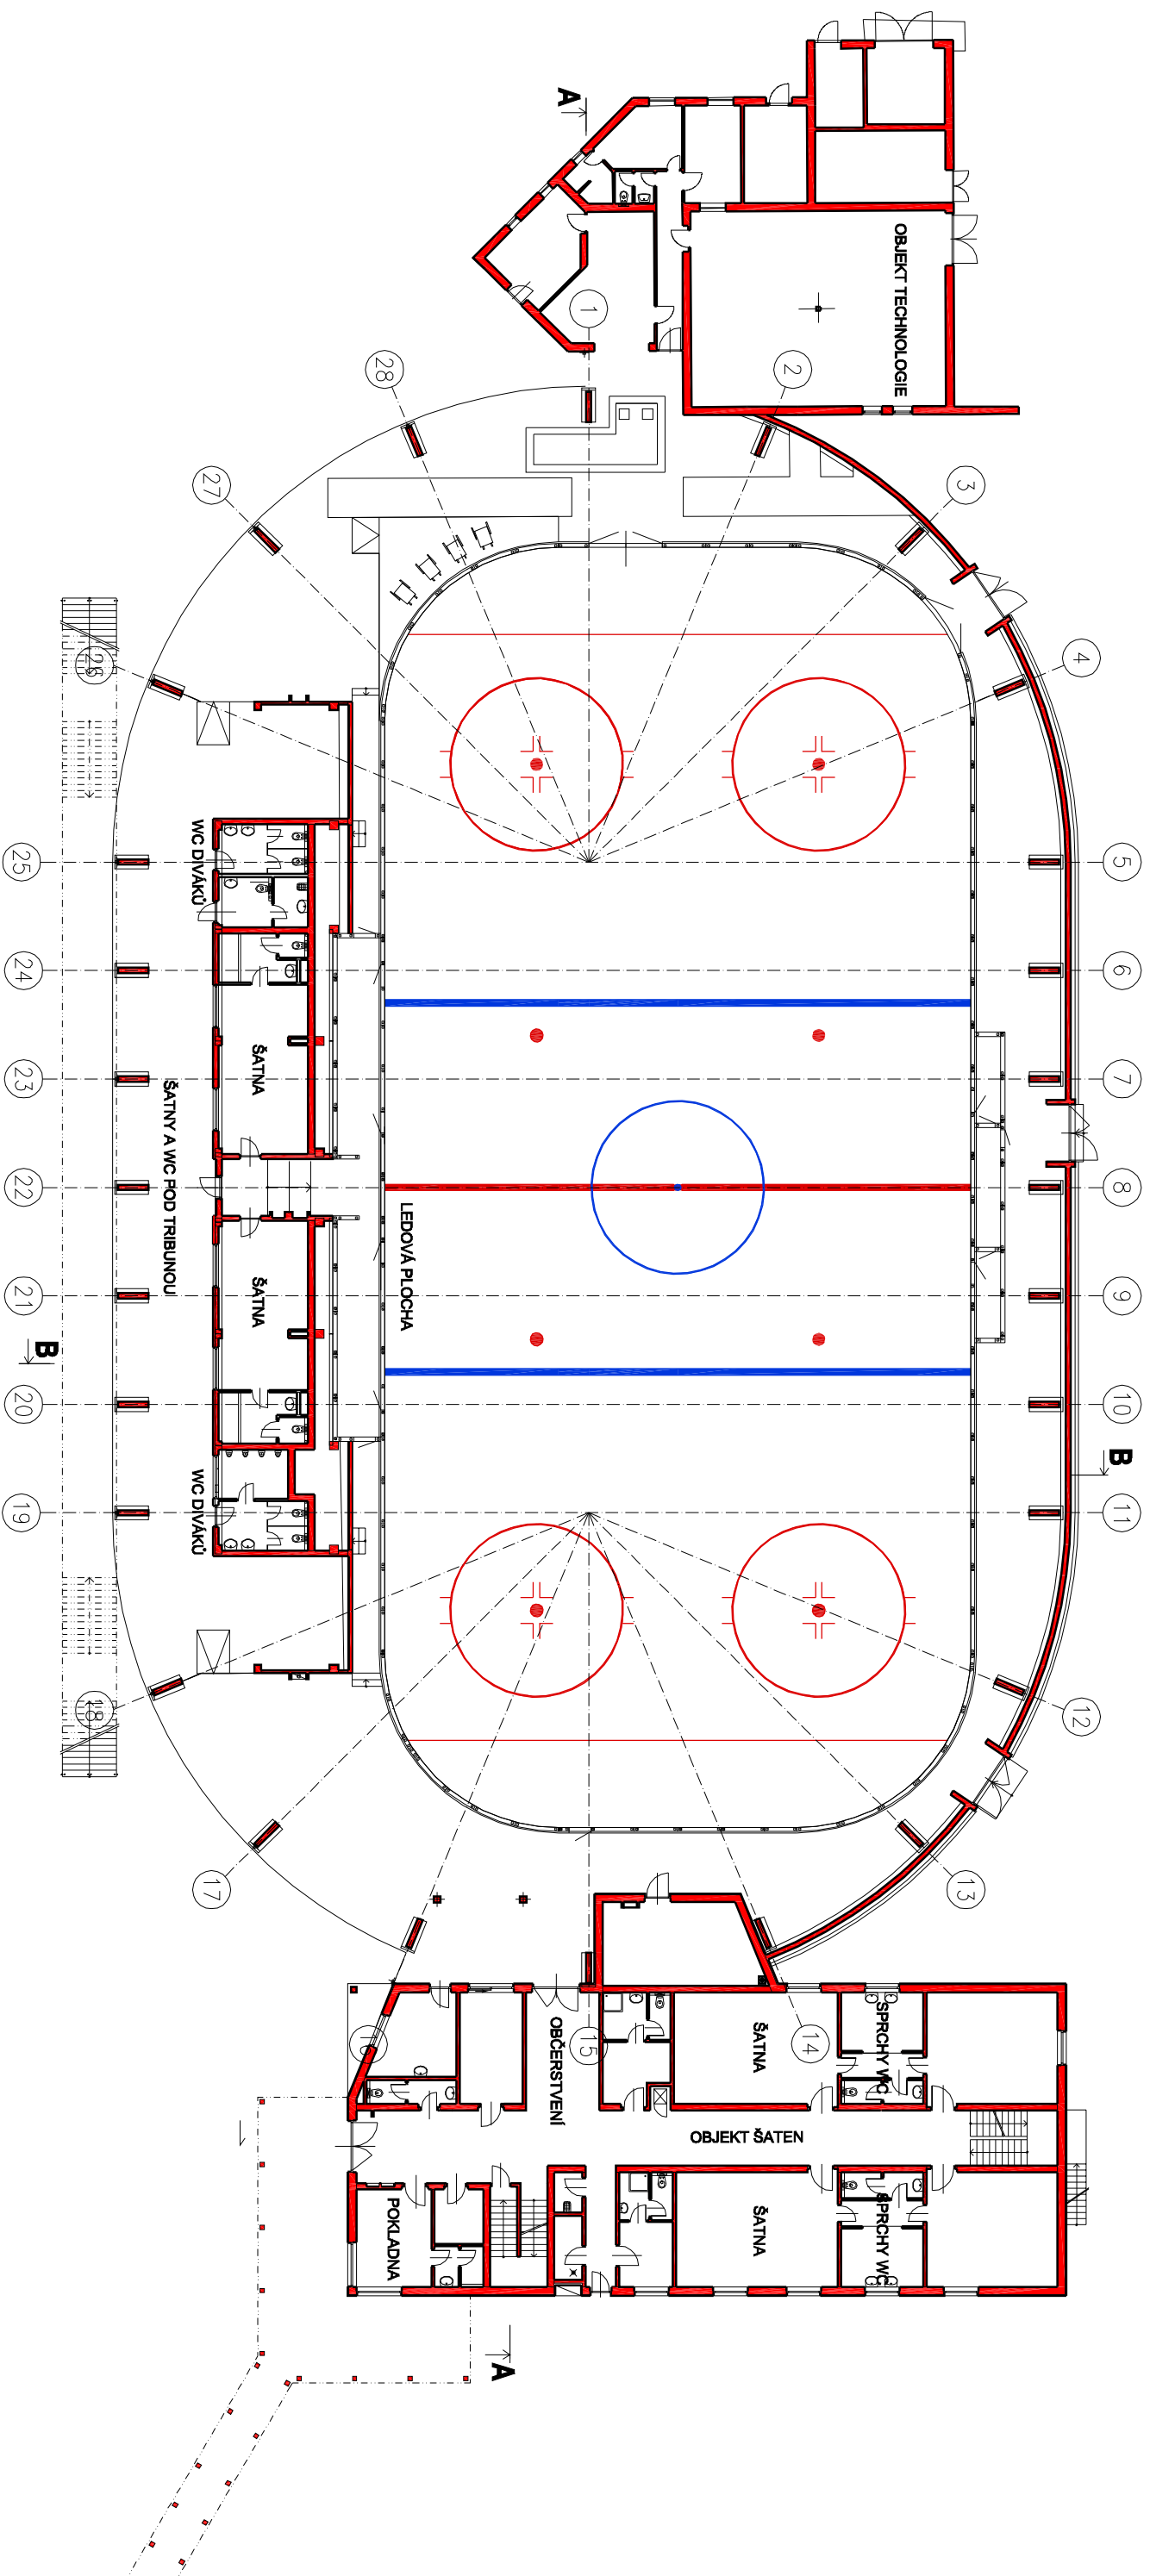 A
OBJEKT TECHNOLOGIE
1
2
28
3
27
4
26
5
25
WC DIVÁKŮ
6
24
7
23
ŠATNA
ŠATNY A WC POD TRIBUNOU
8
22
LEDOVÁ PLOCHA
9
21
ŠATNA
B
10
20
B
11
19
WC DIVÁKŮ
12
18
13
17
14
15
16
OBČERSTVENÍ
ŠATNA
SPRCHY WC
OBJEKT ŠATEN
POKLADNA
ŠATNA
SPRCHY WC
A